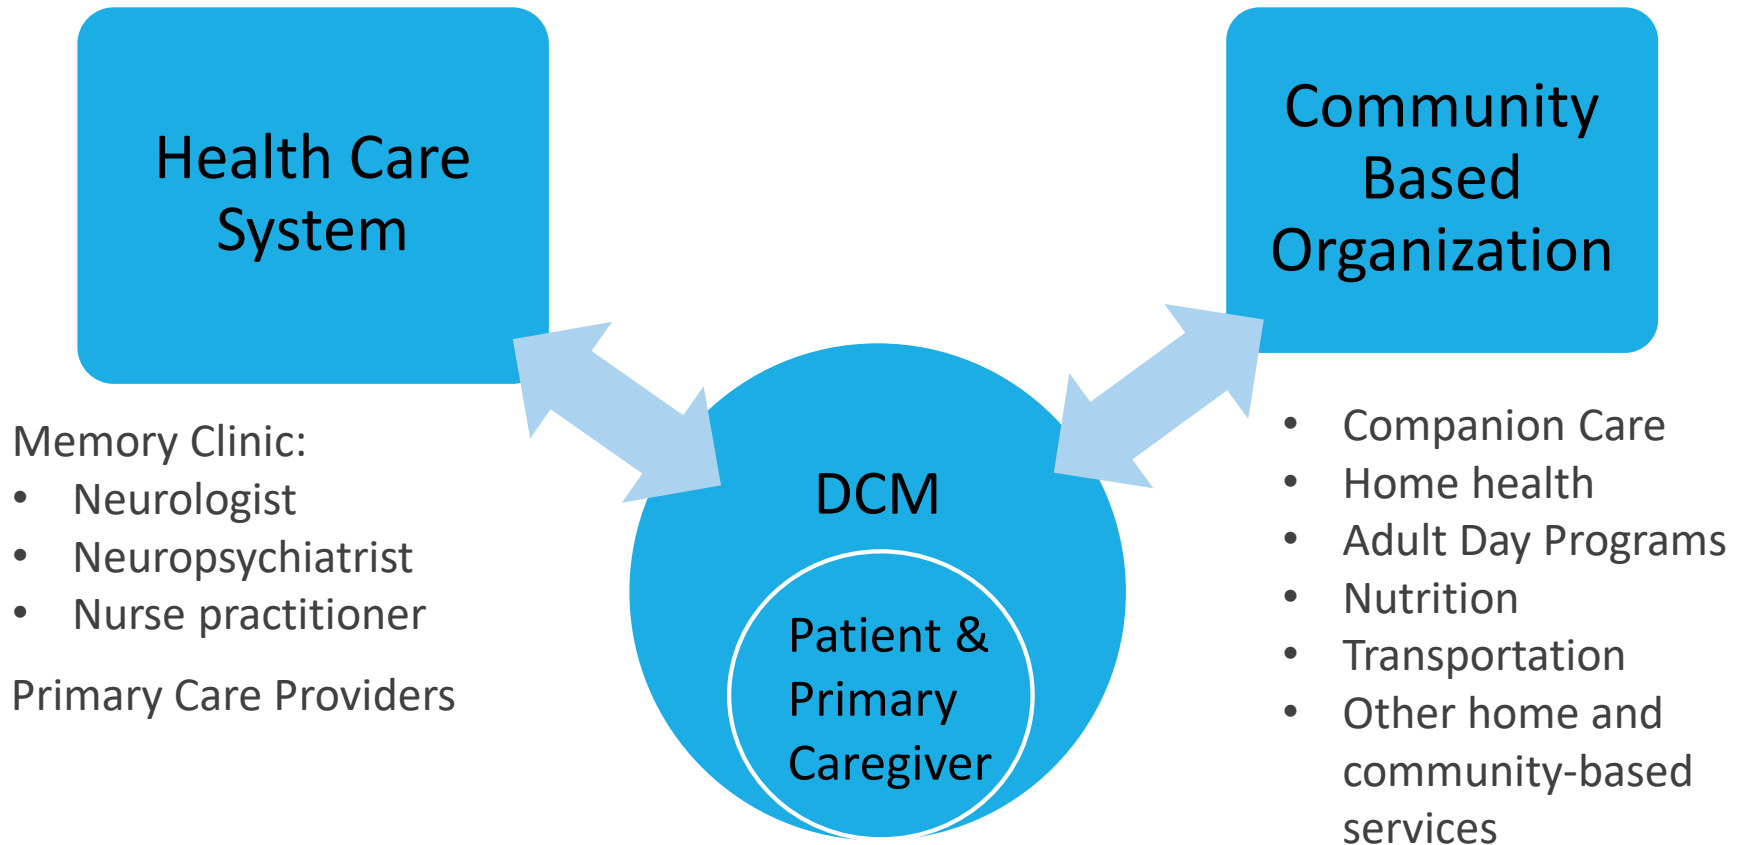 Health Care
System
Community
Based
Organization
Memory Clinic:
• Neurologist
• Neuropsychiatrist
• Nurse practitioner
Primary Care Providers
DCM
Patient &
Primary
Caregiver
• Companion Care
• Home health
• Adult Day Programs
• Nutrition
• Transportation
• Other home and
community-based
services